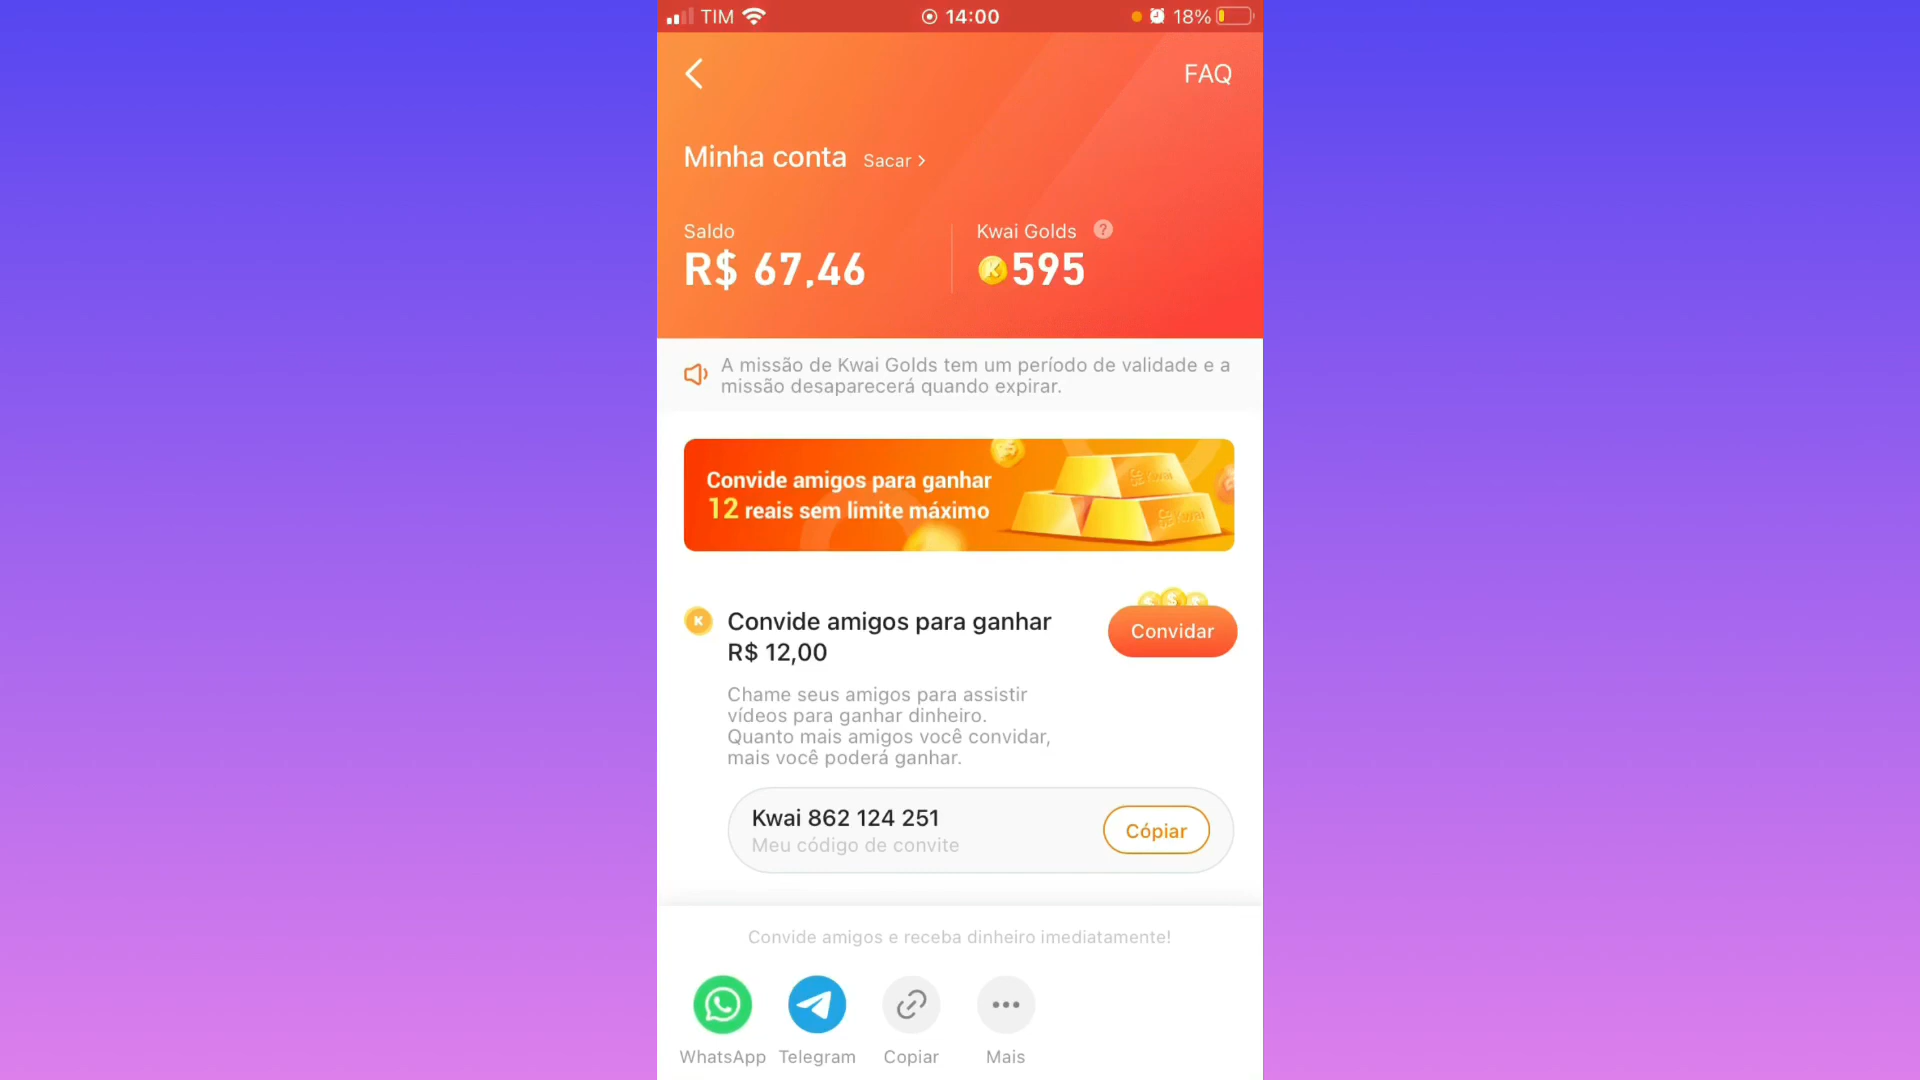 TIM 14:00 18%
FAQ
Minha conta Sacar >
Saldo Kwai Golds ?
R$ 67,46 K 595
A missão de Kwai Golds tem um período de validade e a
missão desaparecerá quando expirar.
Convide amigos para ganhar
12 reais sem limite máximo
Kwai
Kwai
K Convide amigos para ganhar
R$ 12,00
Convidar
Chame seus amigos para assistir
vídeos para ganhar dinheiro.
Quanto mais amigos você convidar,
mais você poderá ganhar.
Kwai 862 124 251
Meu código de convite
Cópiar
Convide amigos e receba dinheiro imediatamente!
WhatsApp Telegram Copiar Mais